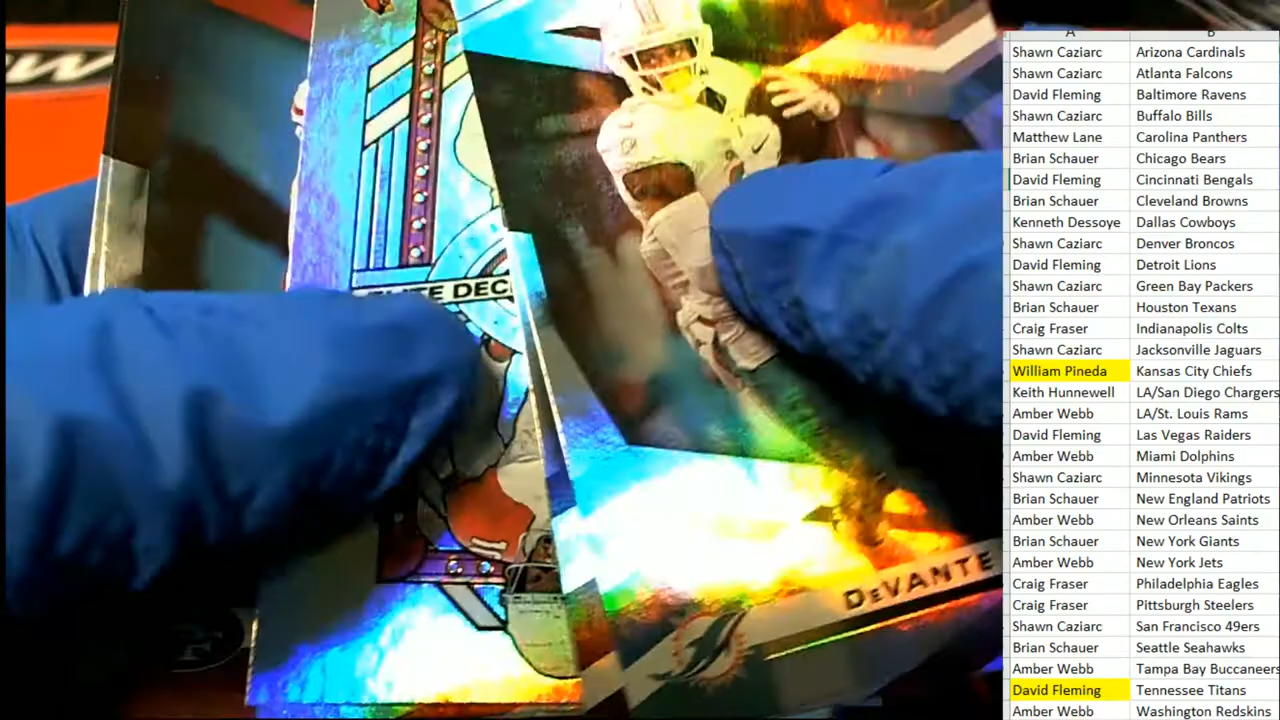 A B
Shawn Caziarc Arizona Cardinals
Shawn Caziarc Atlanta Falcons
David Fleming Baltimore Ravens
Shawn Caziarc Buffalo Bills
Matthew Lane Carolina Panthers
Brian Schauer Chicago Bears
David Fleming Cincinnati Bengals
Brian Schauer Cleveland Browns
Kenneth Dessoye Dallas Cowboys
Shawn Caziarc Denver Broncos
David Fleming Detroit Lions
Shawn Caziarc Green Bay Packers
Brian Schauer Houston Texans
Craig Fraser Indianapolis Colts
Shawn Caziarc Jacksonville Jaguars
William Pineda Kansas City Chiefs
Keith Hunnewell LA/San Diego Chargers
Amber Webb LA/St. Louis Rams
David Fleming Las Vegas Raiders
Amber Webb Miami Dolphins
Shawn Caziarc Minnesota Vikings
Brian Schauer New England Patriots
Amber Webb New Orleans Saints
Brian Schauer New York Giants
Amber Webb New York Jets
Craig Fraser Philadelphia Eagles
Craig Fraser Pittsburgh Steelers
Shawn Caziarc San Francisco 49ers
Brian Schauer Seattle Seahawks
Amber Webb Tampa Bay Buccaneers
David Fleming Tennessee Titans
Amber Webb Washington Redskins
DEVANTE